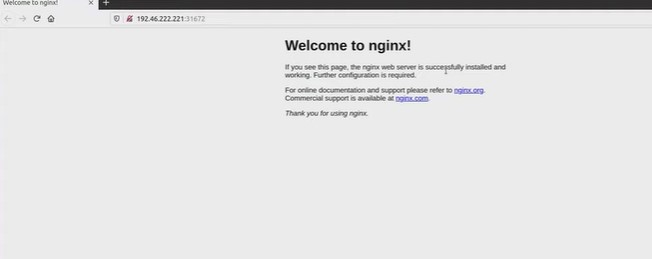 Welcome to nginx!
192.46.222.221:31672
Welcome to nginx!
If you see this page, the nginx web server is successfully installed and
working. Further configuration is required.
For online documentation and support please refer to nginx.org.
Commercial support is available at nginx.com.
Thank you for using nginx.